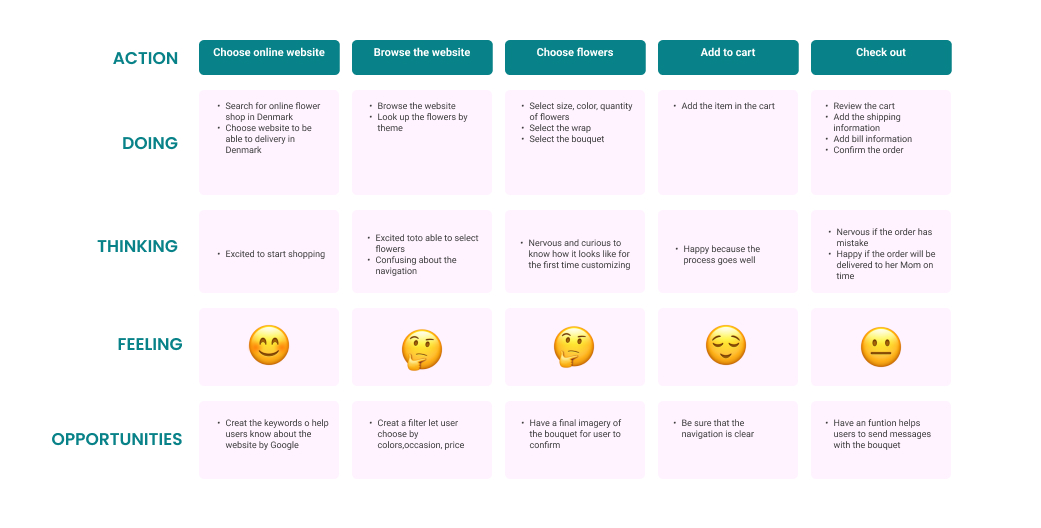 ACTION
Choose online website
Browse the website
Choose flowers
Add to cart
Check out
DOING
• Search for online flower
shop in Denmark
• Choose website to be
able to delivery in
Denmark
• Browse the website
• Look up the flowers by
theme
• Select size, color, quantity
of flowers
• Select the wrap
• Select the bouquet
• Add the item in the cart
• Review the cart
• Add the shipping
information
• Add bill information
• Confirm the order
THINKING
• Excited to start shopping
• Excited toto able to select
flowers
• Confusing about the
navigation
• Nervous and curious to
know how it looks like for
the first time customizing
• Happy because the
process goes well
• Nervous if the order has
mistake
• Happy if the order will be
delivered to her Mom on
time
FEELING
OPPORTUNITIES
• Creat the keywords o help
users know about the
website by Google
• Creat a filter let user
choose by
colors,occasion, price
• Have a final imagery of
the bouquet for user to
confirm
• Be sure that the
navigation is clear
• Have an funtion helps
users to send messages
with the bouquet